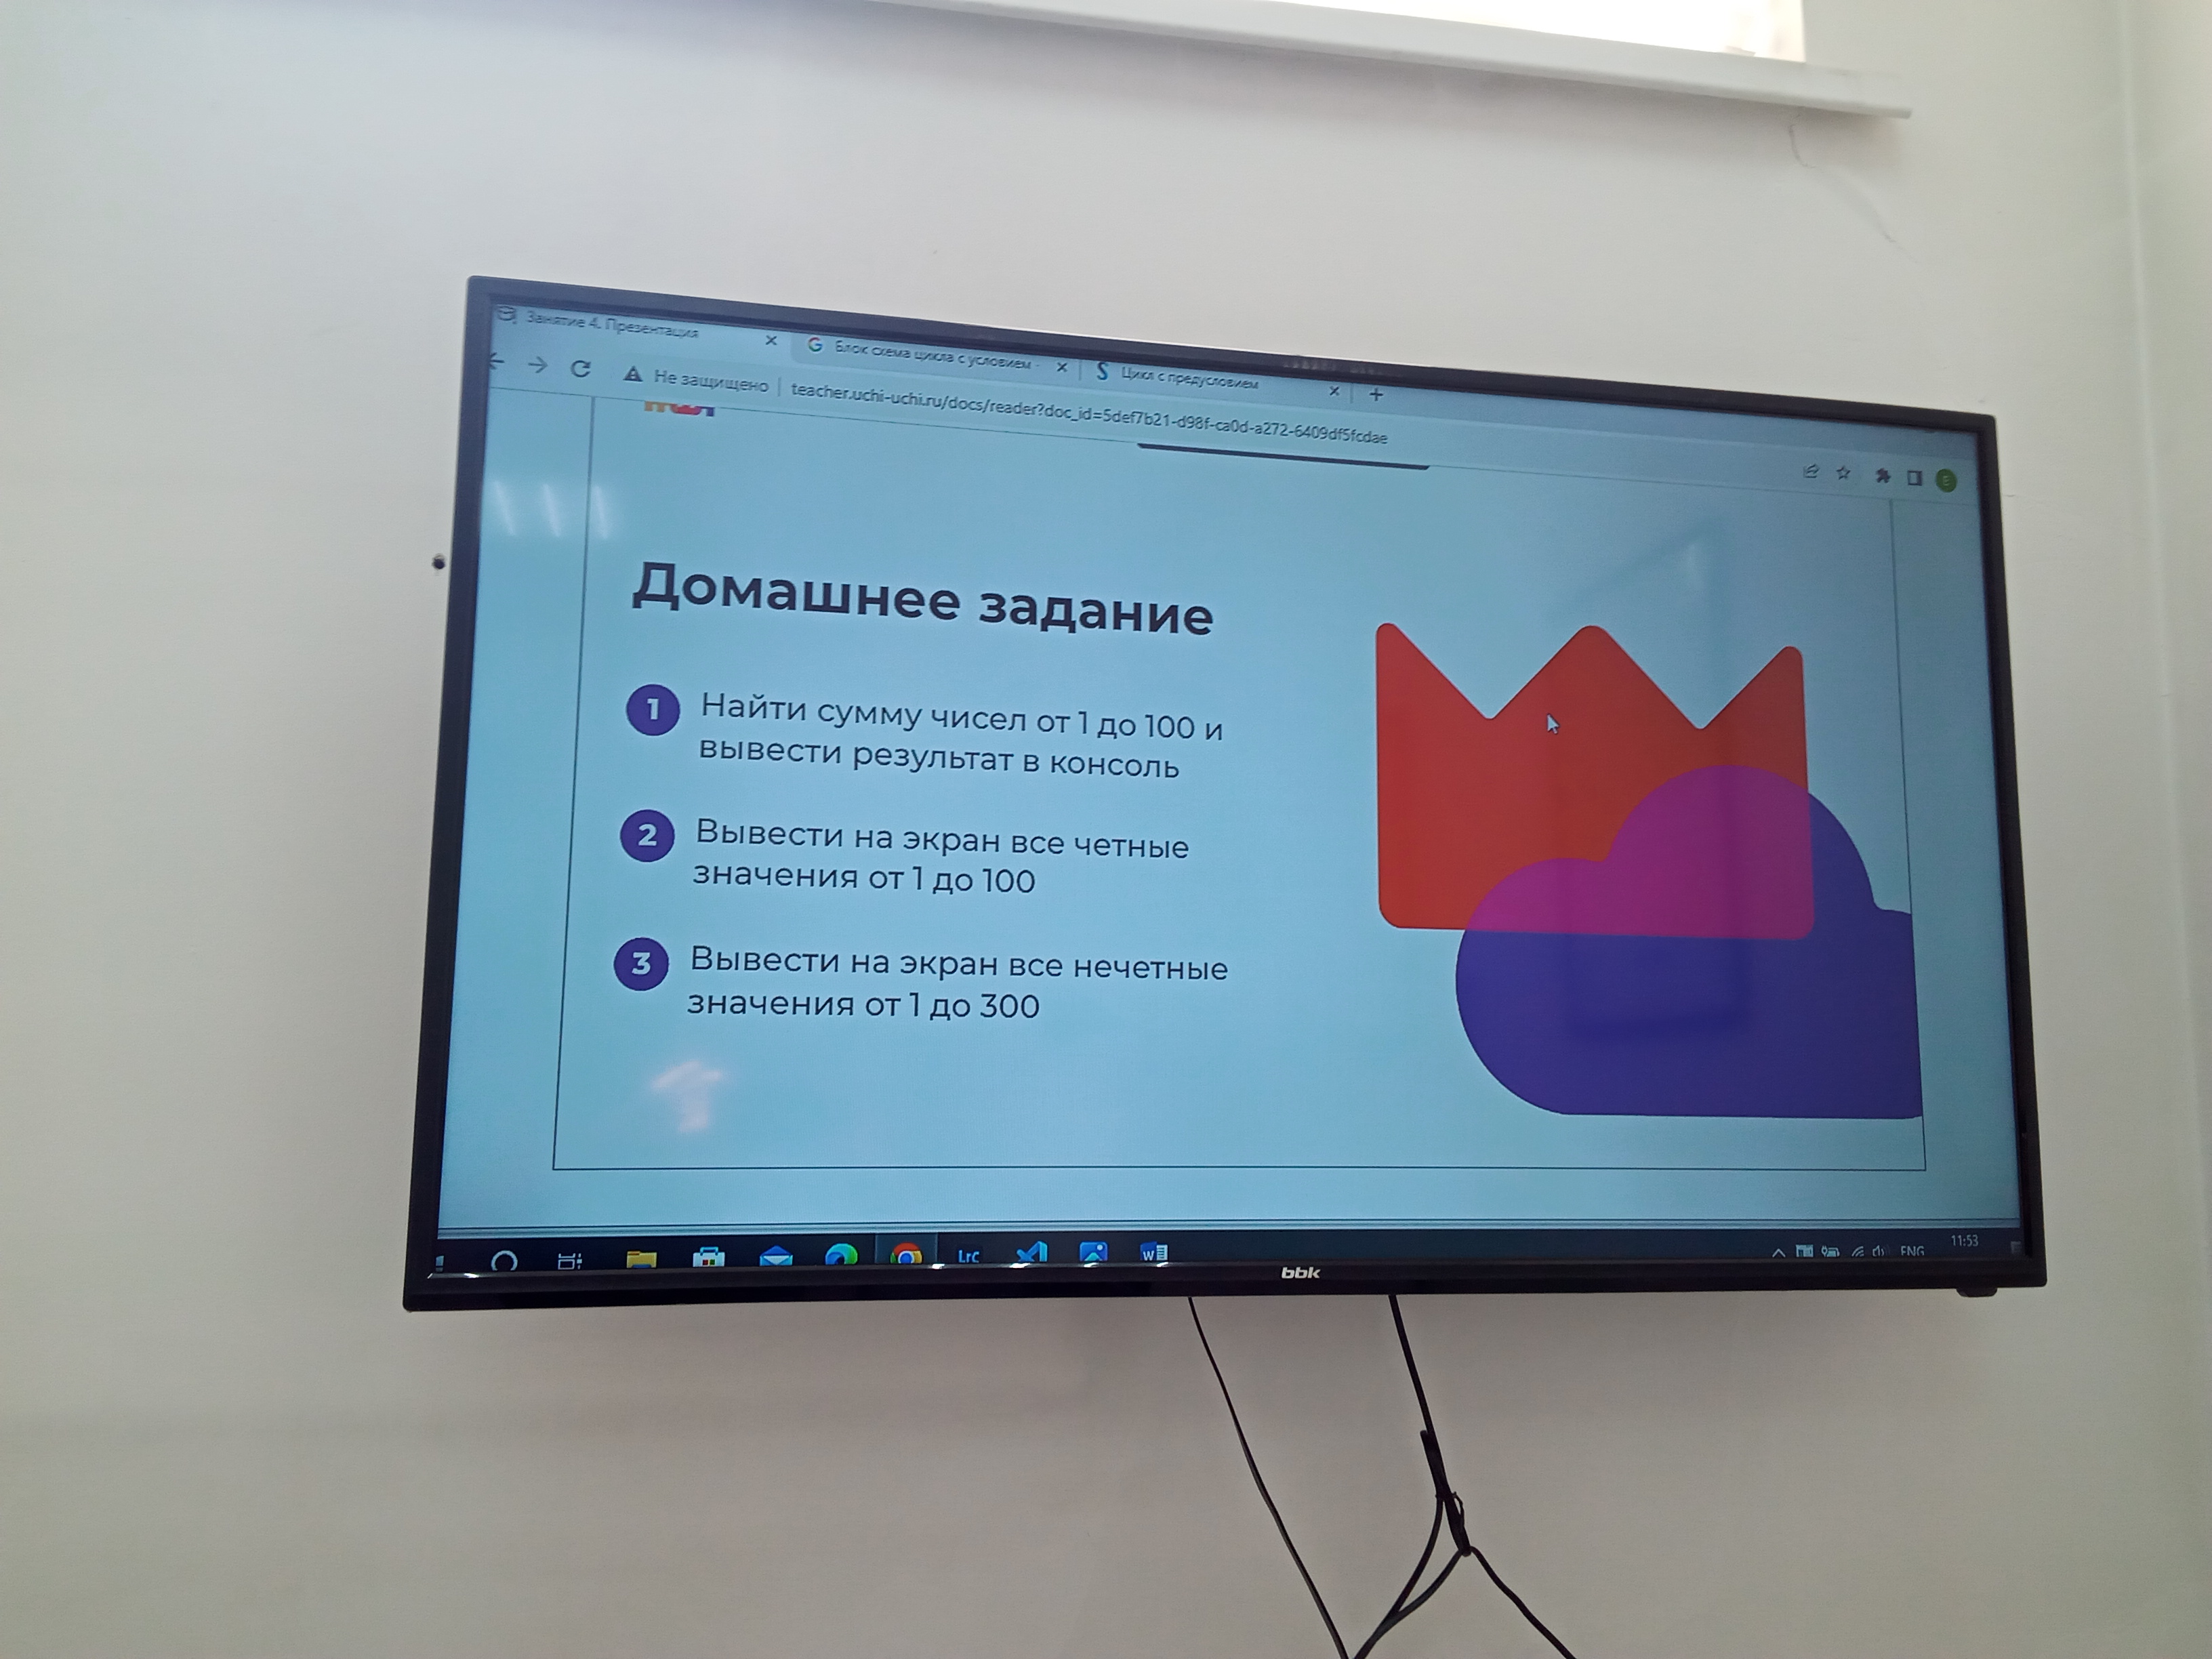 Занятие 4. Презентация
Блок схема цикла с условием -
Цикл с предусловием
Не защищено
teacher.uchi-uchi.ru/docs/reader?doc_id=5def7b21-d98f-ca0d-a272-6409df5fcdae
Домашнее задание
1
Найти сумму чисел от 1 до 100 и
вывести результат в консоль
2
Вывести на экран все четные
значения от 1 до 100
3
Вывести на экран все нечетные
значения от 1 до 300
Lrc
ENG
11:53
bbk